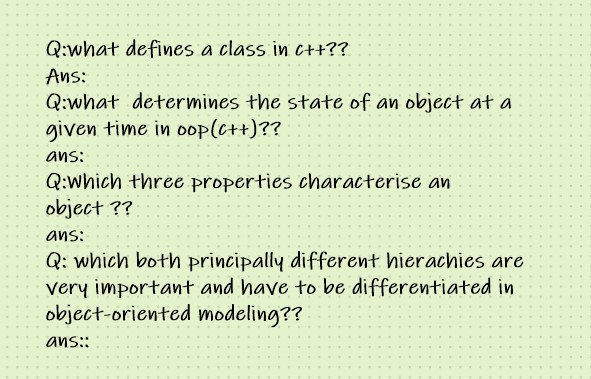 Q:what defines a class in c++??
Ans:
Q:what determines the state of an object at a
given time in oop(c++)??
ans:
Q:Which three properties characterise an
object ??
ans:
Q: which both principally different hierachies are
very important and have to be differentiated in
object-oriented modeling??
ans::